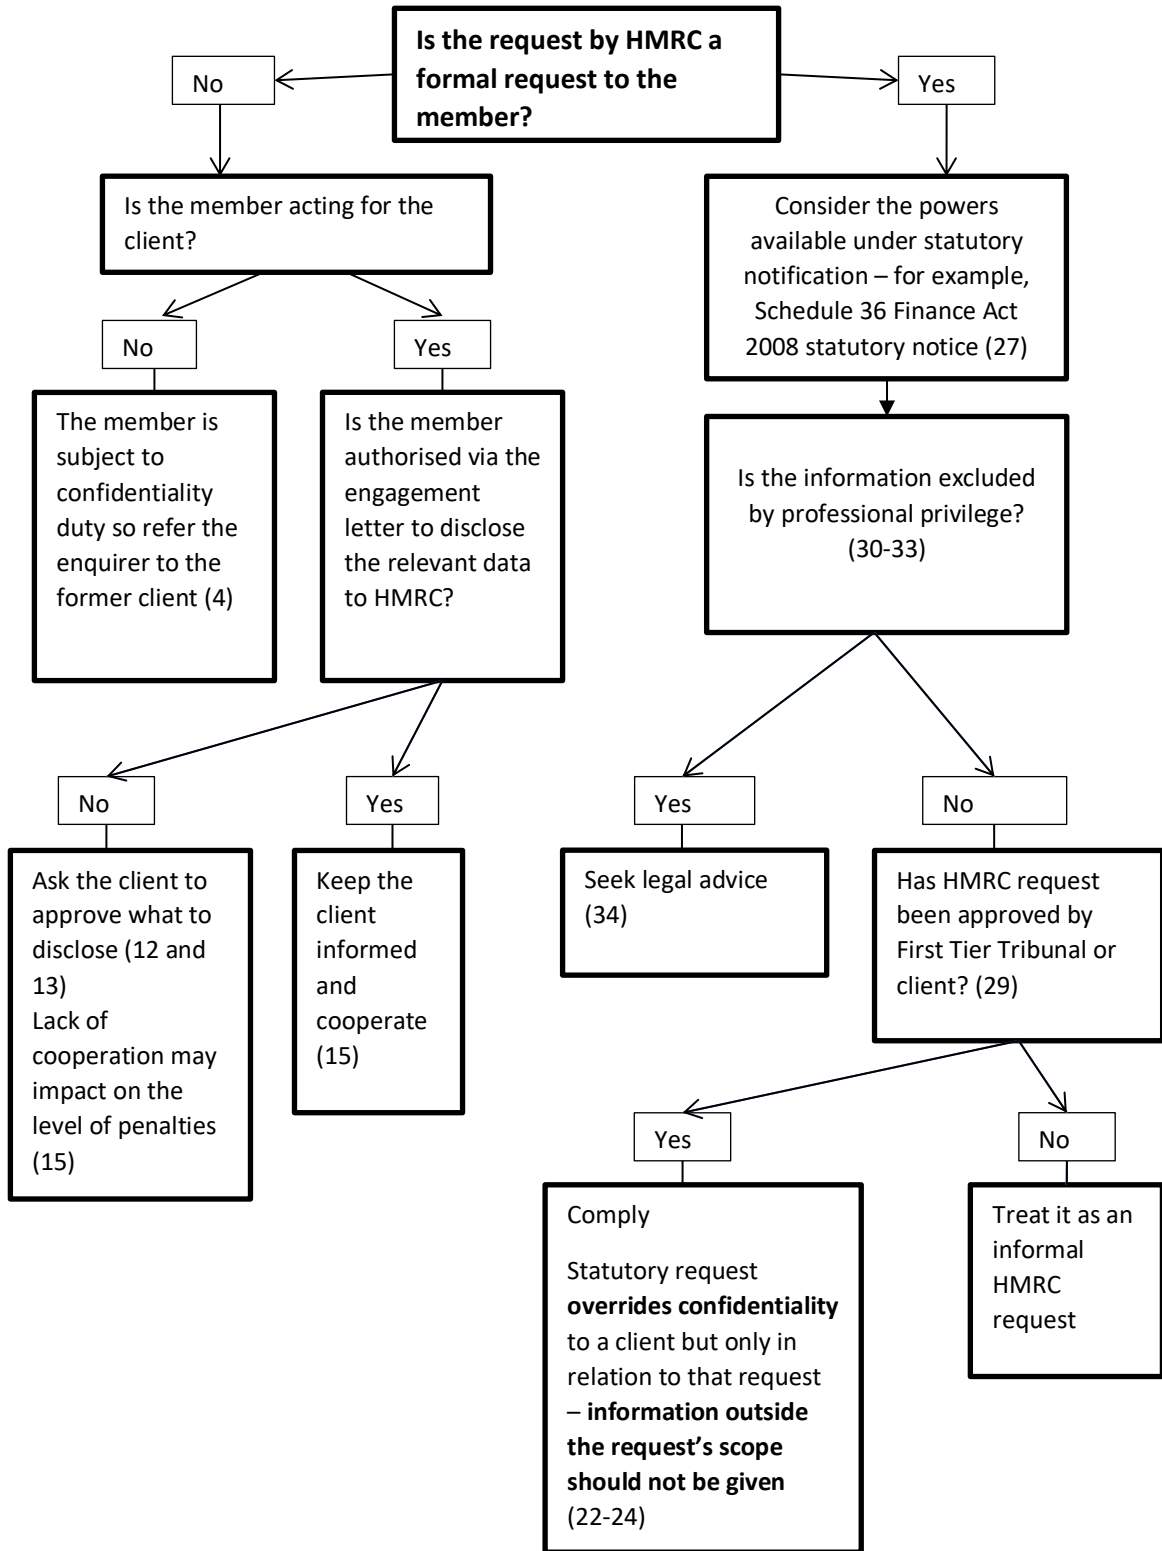 Is the request by HMRC a
formal request to the
member?
No
Yes
Is the member acting for the
client?
Consider the powers
available under statutory
notification – for example,
Schedule 36 Finance Act
2008 statutory notice (27)
No
Yes
The member is
subject to
confidentiality
duty so refer the
enquirer to the
former client (4)
Is the member
authorised via the
engagement
letter to disclose
the relevant data
to HMRC?
Is the information excluded
by professional privilege?
(30-33)
No
Yes
Yes
No
Ask the client to
approve what to
disclose (12 and
13)
Lack of
cooperation may
impact on the
level of penalties
(15)
Keep the
client
informed
and
cooperate
(15)
Seek legal advice
(34)
Has HMRC request
been approved by
First Tier Tribunal or
client? (29)
Yes
No
Comply
Statutory request
overrides confidentiality
to a client but only in
relation to that request
– information outside
the request’s scope
should not be given
(22-24)
Treat it as an
informal
HMRC
request